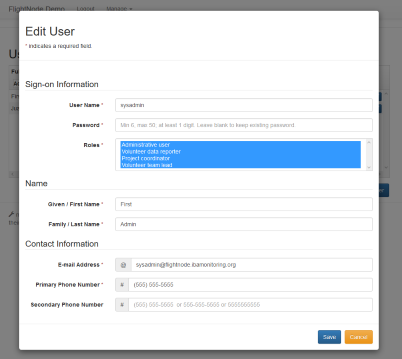 FlightNode Demo Logout Manage
Edit User
* indicates a required field.
Sign-on Information
User Name * sysadmin
Password * Min 6, max 50, at least 1 digit. Leave blank to keep existing password.
Roles * Administrative user
Volunteer data reporter
Project coordinator
Volunteer team lead
Name
Given / First Name * First
Family / Last Name * Admin
Contact Information
E-mail Address * @ sysadmin@flightnode.ibamonitoring.org
Primary Phone Number * # (555) 555-5555
Secondary Phone Number # (555) 555-5555 or 555-555-5555 or 5555555555
Save Cancel